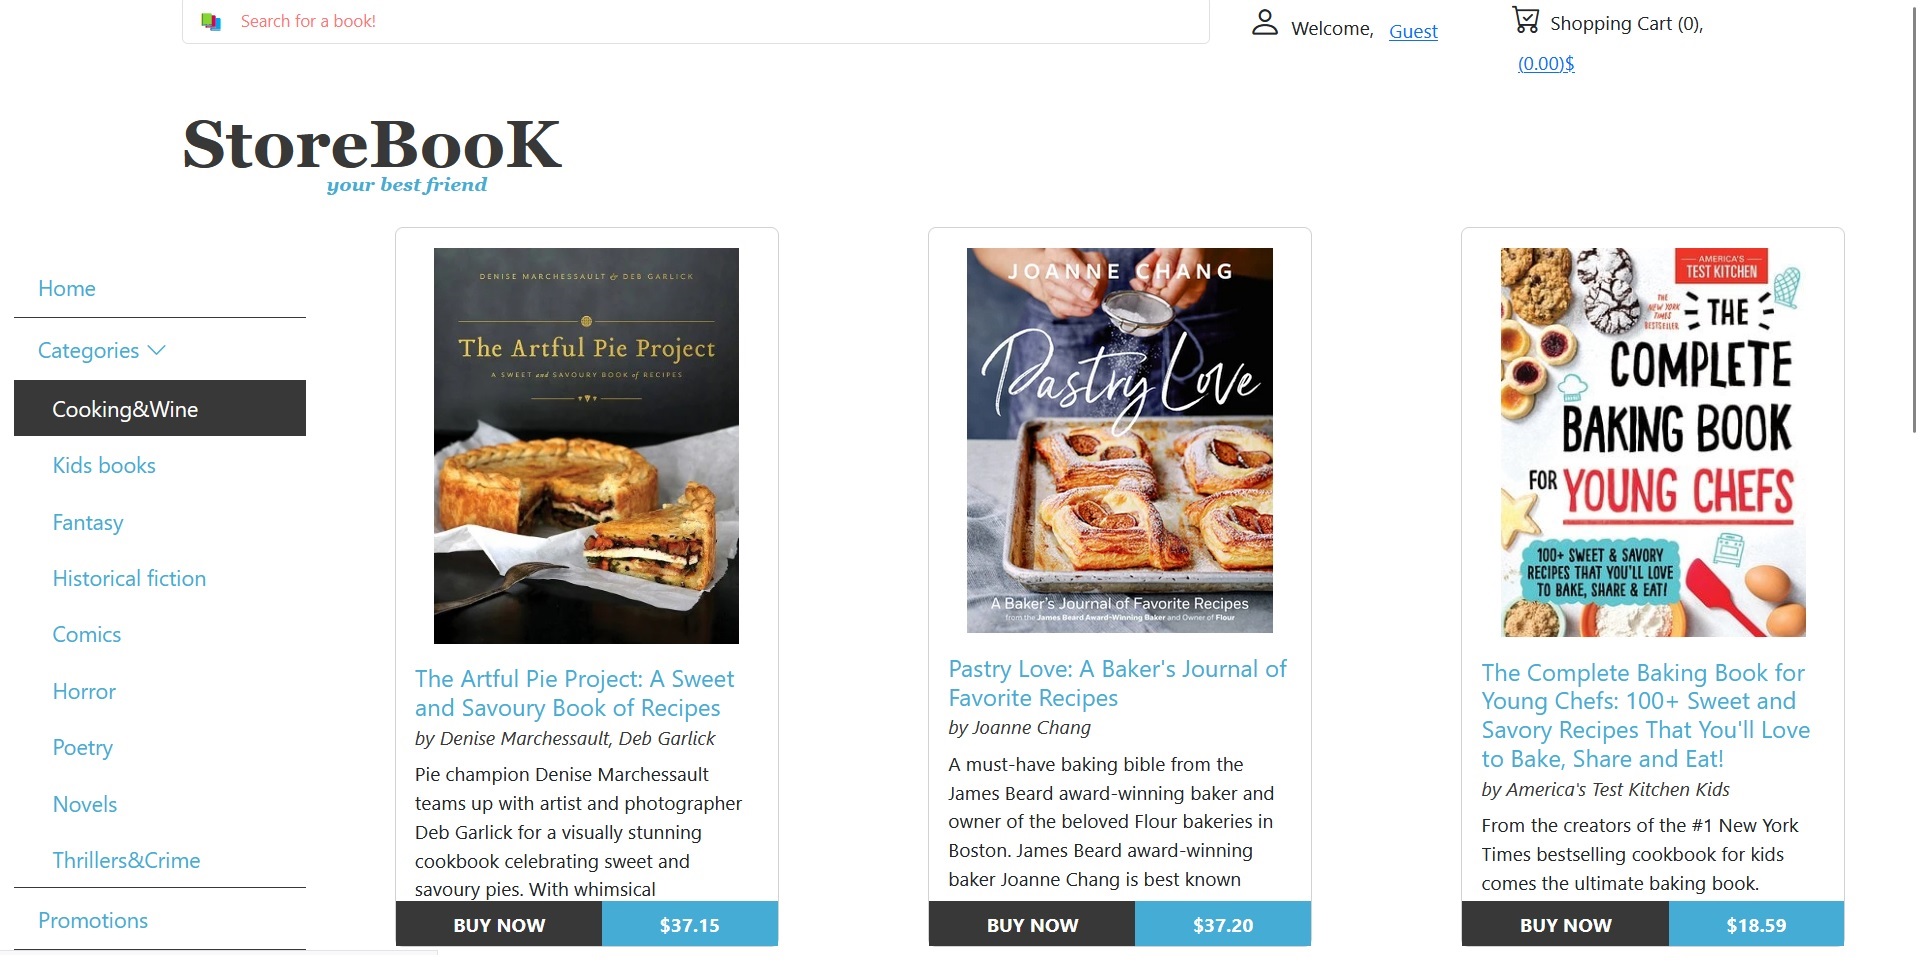 Search for a book!
Welcome, Guest
Shopping Cart (0),
(0.00)$
StoreBooK
your best friend
Home
Categories
Cooking&Wine
Kids books
Fantasy
Historical fiction
Comics
Horror
Poetry
Novels
Thrillers&Crime
Promotions
DENISE MARCHESSAULT & DEB GARLICK
The Artful Pie Project
A SWEET and SAVOURY BOOK of RECIPES
The Artful Pie Project: A Sweet
and Savoury Book of Recipes
by Denise Marchessault, Deb Garlick
Pie champion Denise Marchessault
teams up with artist and photographer
Deb Garlick for a visually stunning
cookbook celebrating sweet and
savoury pies. With whimsical
BUY NOW
$37.15
JOANNE CHANG
Pastry Love
A Baker's Journal of Favorite Recipes
from the James Beard Award-Winning Baker and Owner of Flour
Pastry Love: A Baker's Journal of
Favorite Recipes
by Joanne Chang
A must-have baking bible from the
James Beard award-winning baker and
owner of the beloved Flour bakeries in
Boston. James Beard award-winning
baker Joanne Chang is best known
BUY NOW
$37.20
AMERICA'S
TEST KITCHEN
THE
NEW YORK
TIMES
BESTSELLER
THE
COMPLETE
BAKING BOOK
FOR YOUNG CHEFS
100+ SWEET & SAVORY
RECIPES THAT YOU'LL LOVE
TO BAKE, SHARE & EAT!
The Complete Baking Book for
Young Chefs: 100+ Sweet and
Savory Recipes That You'll Love
to Bake, Share and Eat!
by America's Test Kitchen Kids
From the creators of the #1 New York
Times bestselling cookbook for kids
comes the ultimate baking book.
BUY NOW
$18.59